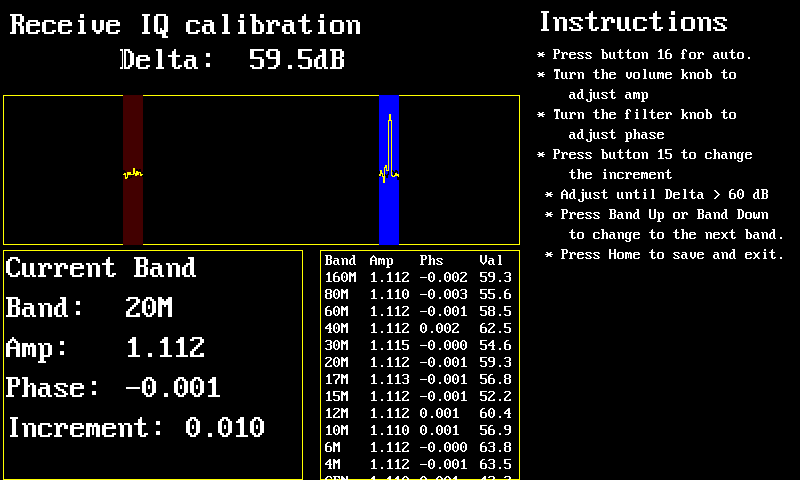 Receive IQ calibration
Delta: 59.5dB
Instructions
* Press button 16 for auto.
* Turn the volume knob to
adjust amp
* Turn the filter knob to
adjust phase
* Press button 15 to change
the increment
* Adjust until Delta > 60 dB
* Press Band Up or Band Down
to change to the next band.
* Press Home to save and exit.
Current Band
Band: 20M
Amp: 1.112
Phase: -0.001
Increment: 0.010
Band Amp Phs Val
160M 1.112 -0.002 59.3
80M 1.110 -0.003 55.6
60M 1.112 -0.001 58.5
40M 1.112 0.002 62.5
30M 1.115 -0.000 54.6
20M 1.112 -0.001 59.3
17M 1.113 -0.001 56.8
15M 1.112 -0.001 52.2
12M 1.112 0.001 60.4
10M 1.110 0.001 56.9
6M 1.112 -0.000 63.8
4M 1.112 -0.001 63.5